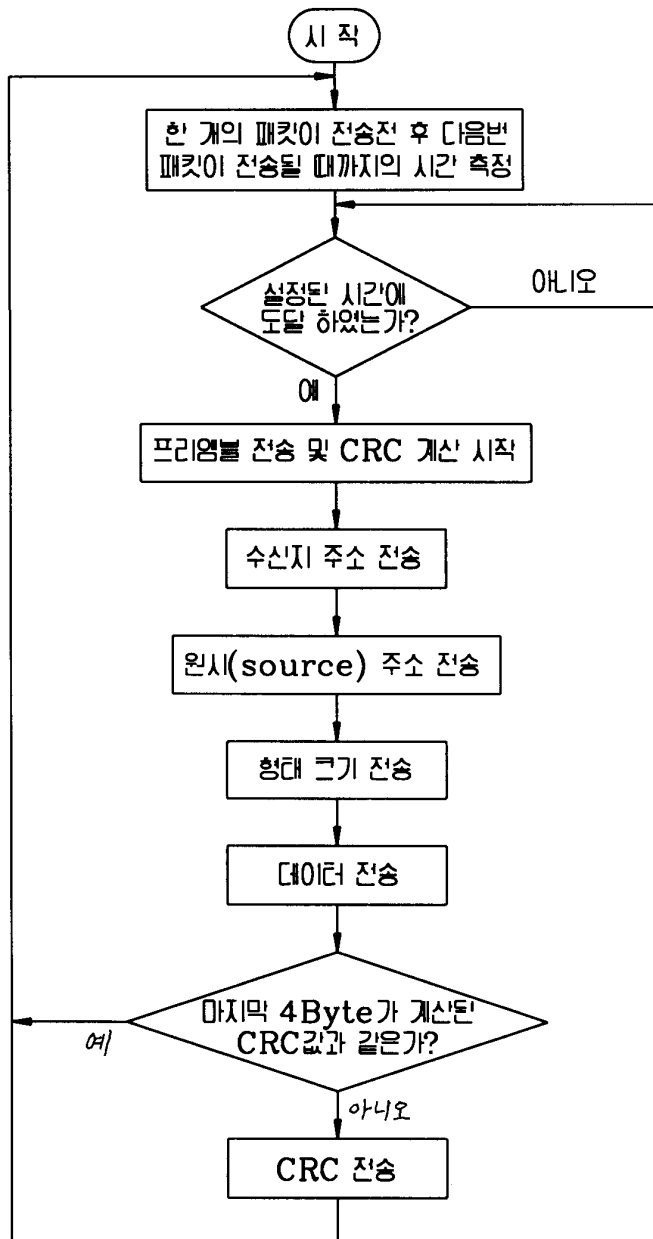 시 작
한 개의 패킷이 전송전 후 다음번
패킷이 전송될 때까지의 시간 측정
설정된 시간에
도달 하였는가?
아니오
예
프리엠블 전송 및 CRC 계산 시작
수신지 주소 전송
원시(source) 주소 전송
형태 크기 전송
데이터 전송
마지막 4Byte가 계산된
CRC값과 같은가?
예
아니오
CRC 전송